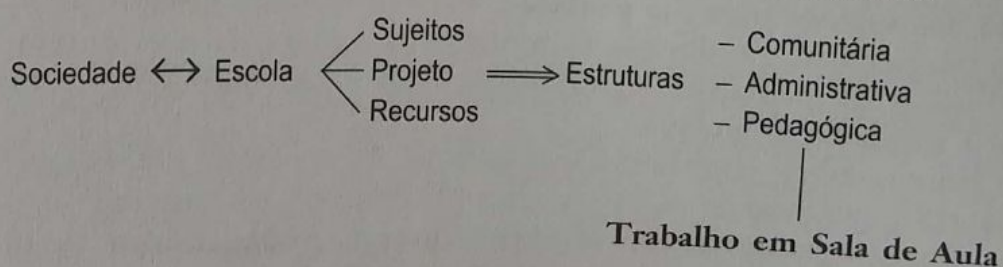 Sujeitos
– Comunitária
Sociedade ↔ Escola
Projeto
⟹ Estruturas
– Administrativa
Recursos
– Pedagógica
Trabalho em Sala de Aula